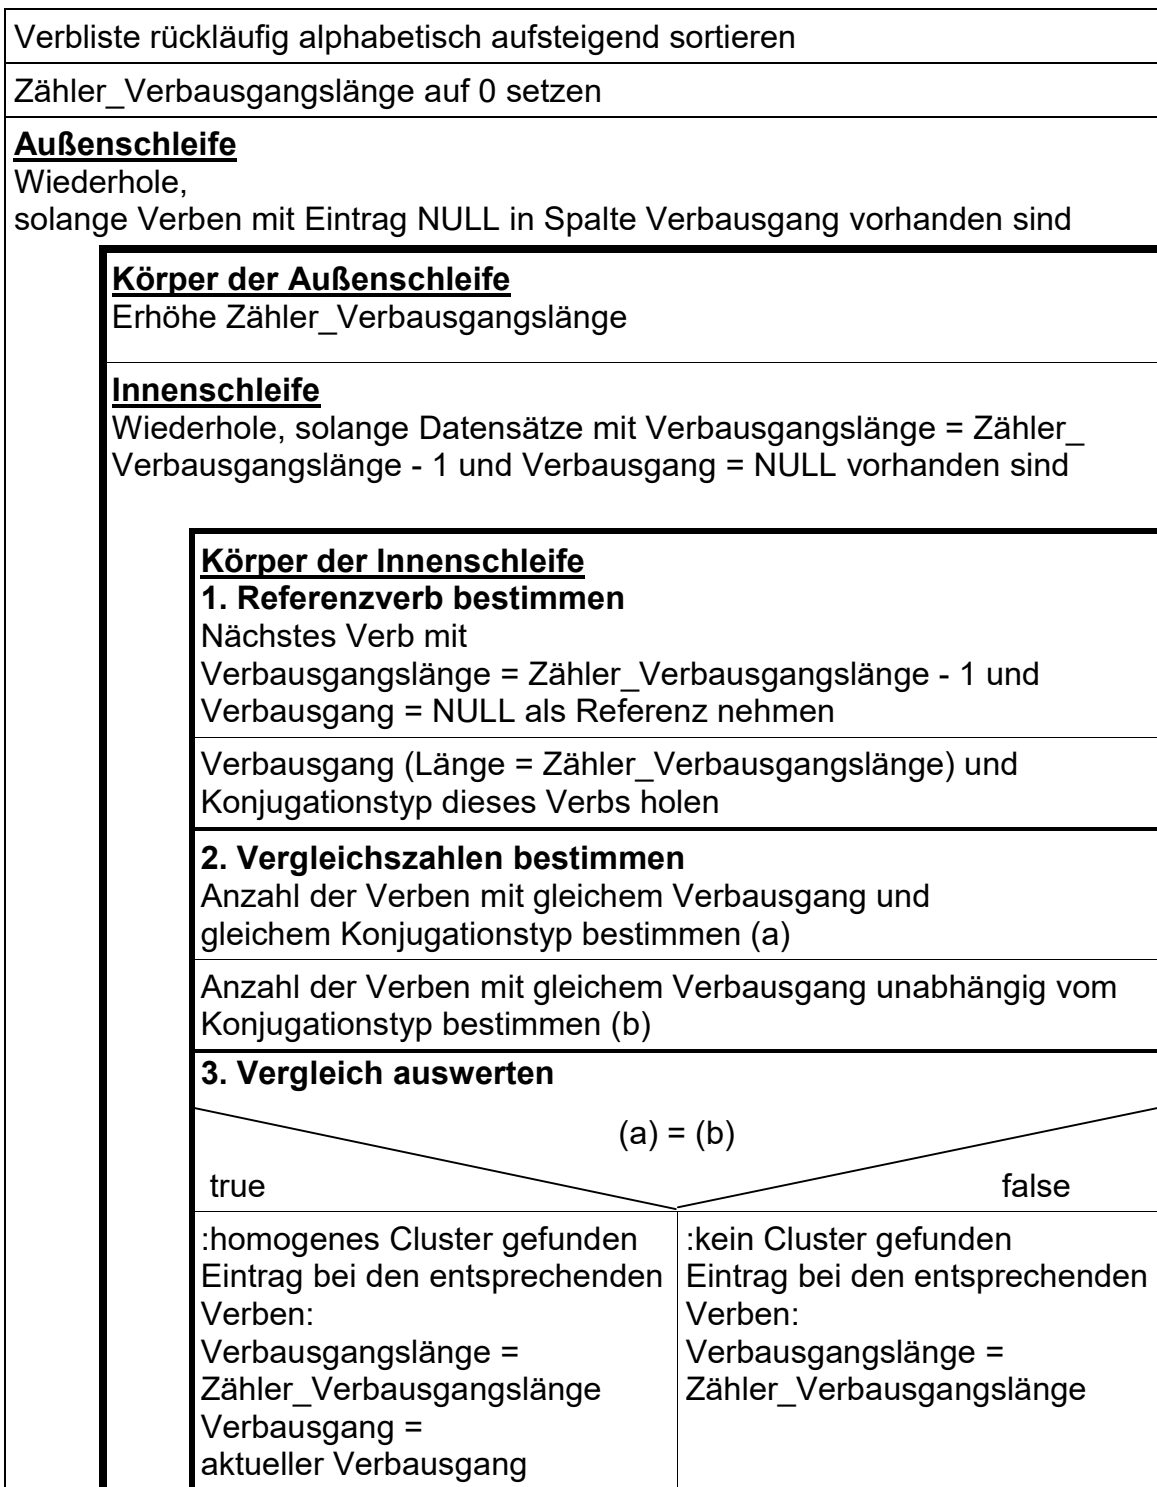 Verbliste rückläufig alphabetisch aufsteigend sortieren
Zähler_Verbausgangslänge auf 0 setzen
Außenschleife
Wiederhole,
solange Verben mit Eintrag NULL in Spalte Verbausgang vorhanden sind
Körper der Außenschleife
Erhöhe Zähler_Verbausgangslänge
Innenschleife
Wiederhole, solange Datensätze mit Verbausgangslänge = Zähler_
Verbausgangslänge - 1 und Verbausgang = NULL vorhanden sind
Körper der Innenschleife
1. Referenzverb bestimmen
Nächstes Verb mit
Verbausgangslänge = Zähler_Verbausgangslänge - 1 und
Verbausgang = NULL als Referenz nehmen
Verbausgang (Länge = Zähler_Verbausgangslänge) und
Konjugationstyp dieses Verbs holen
2. Vergleichszahlen bestimmen
Anzahl der Verben mit gleichem Verbausgang und
gleichem Konjugationstyp bestimmen (a)
Anzahl der Verben mit gleichem Verbausgang unabhängig vom
Konjugationstyp bestimmen (b)
3. Vergleich auswerten
(a) = (b)
true
false
:homogenes Cluster gefunden
Eintrag bei den entsprechenden
Verben:
Verbausgangslänge =
Zähler_Verbausgangslänge
Verbausgang =
aktueller Verbausgang
:kein Cluster gefunden
Eintrag bei den entsprechenden
Verben:
Verbausgangslänge =
Zähler_Verbausgangslänge